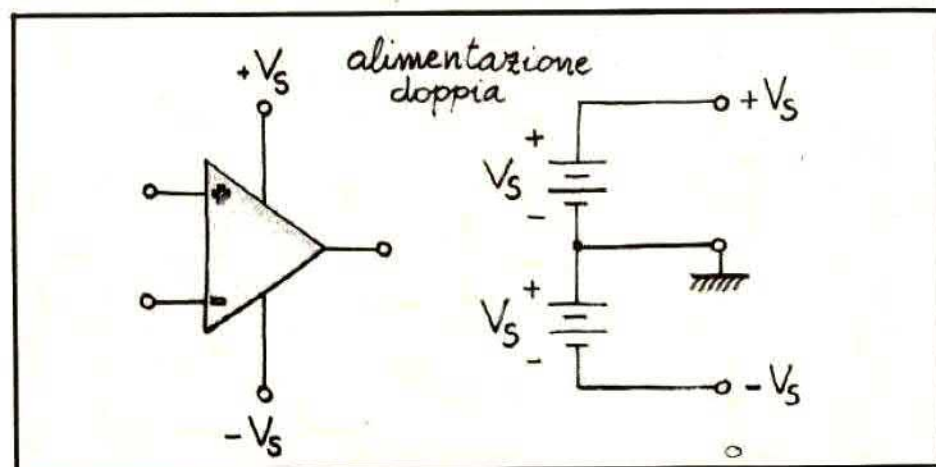 alimentazione
doppia
+VS
+
-
-VS
+VS
+
VS
-
+
VS
-
-VS